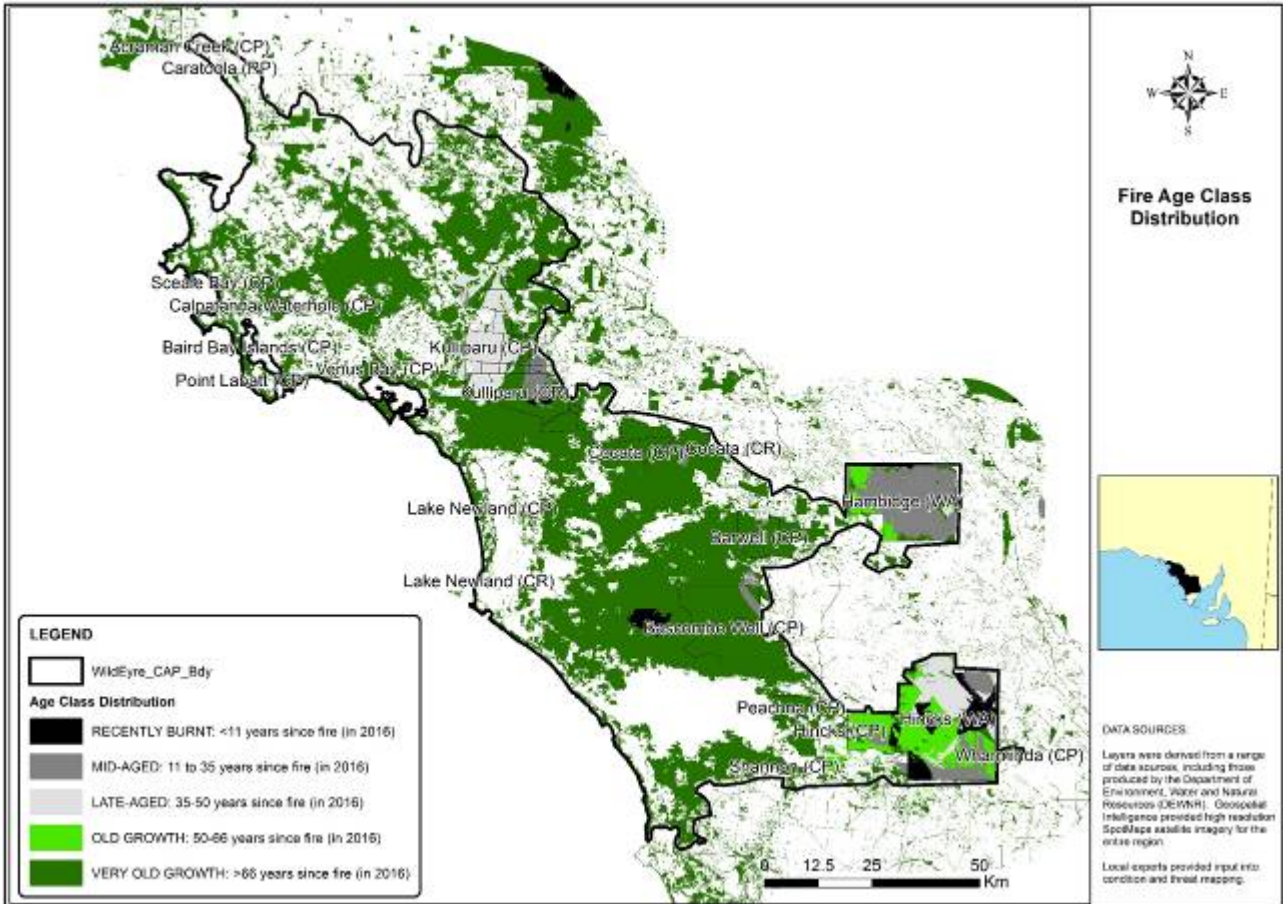 Acraman Creek (CP)
Caratoola (RP)
Sceale Bay (CP)
Calpatanna Waterhole (CP)
Baird Bay Islands (CP)
Kulliparu (CP)
Venus Bay (CP)
Point Labatt (CP)
Kulliparu (CR)
Cocata (CP)
Cocata (CR)
Hambidge (WA)
Lake Newland (CP)
Barwell (CP)
Lake Newland (CR)
Bascombe Well (CP)
Peachna (CP)
Hincks (WA)
Hincks (CP)
Wharminda (CP)
Shannon (CP)
0 12.5 25 50
Km
LEGEND
WildEyre_CAP_Bdy
Age Class Distribution
RECENTLY BURNT: <11 years since fire (in 2016)
MID-AGED: 11 to 35 years since fire (in 2016)
LATE-AGED: 35-50 years since fire (in 2016)
OLD GROWTH: 50-66 years since fire (in 2016)
VERY OLD GROWTH: >66 years since fire (in 2016)
N
W E
S
Fire Age Class
Distribution
DATA SOURCES:
Layers were derived from a range
of data sources, including those
produced by the Department of
Environment, Water and Natural
Resources (DEWNR). Geospatial
Intelligence provided high resolution
SpotMaps satellite imagery for the
entire region.
Local experts provided input into
condition and threat mapping.